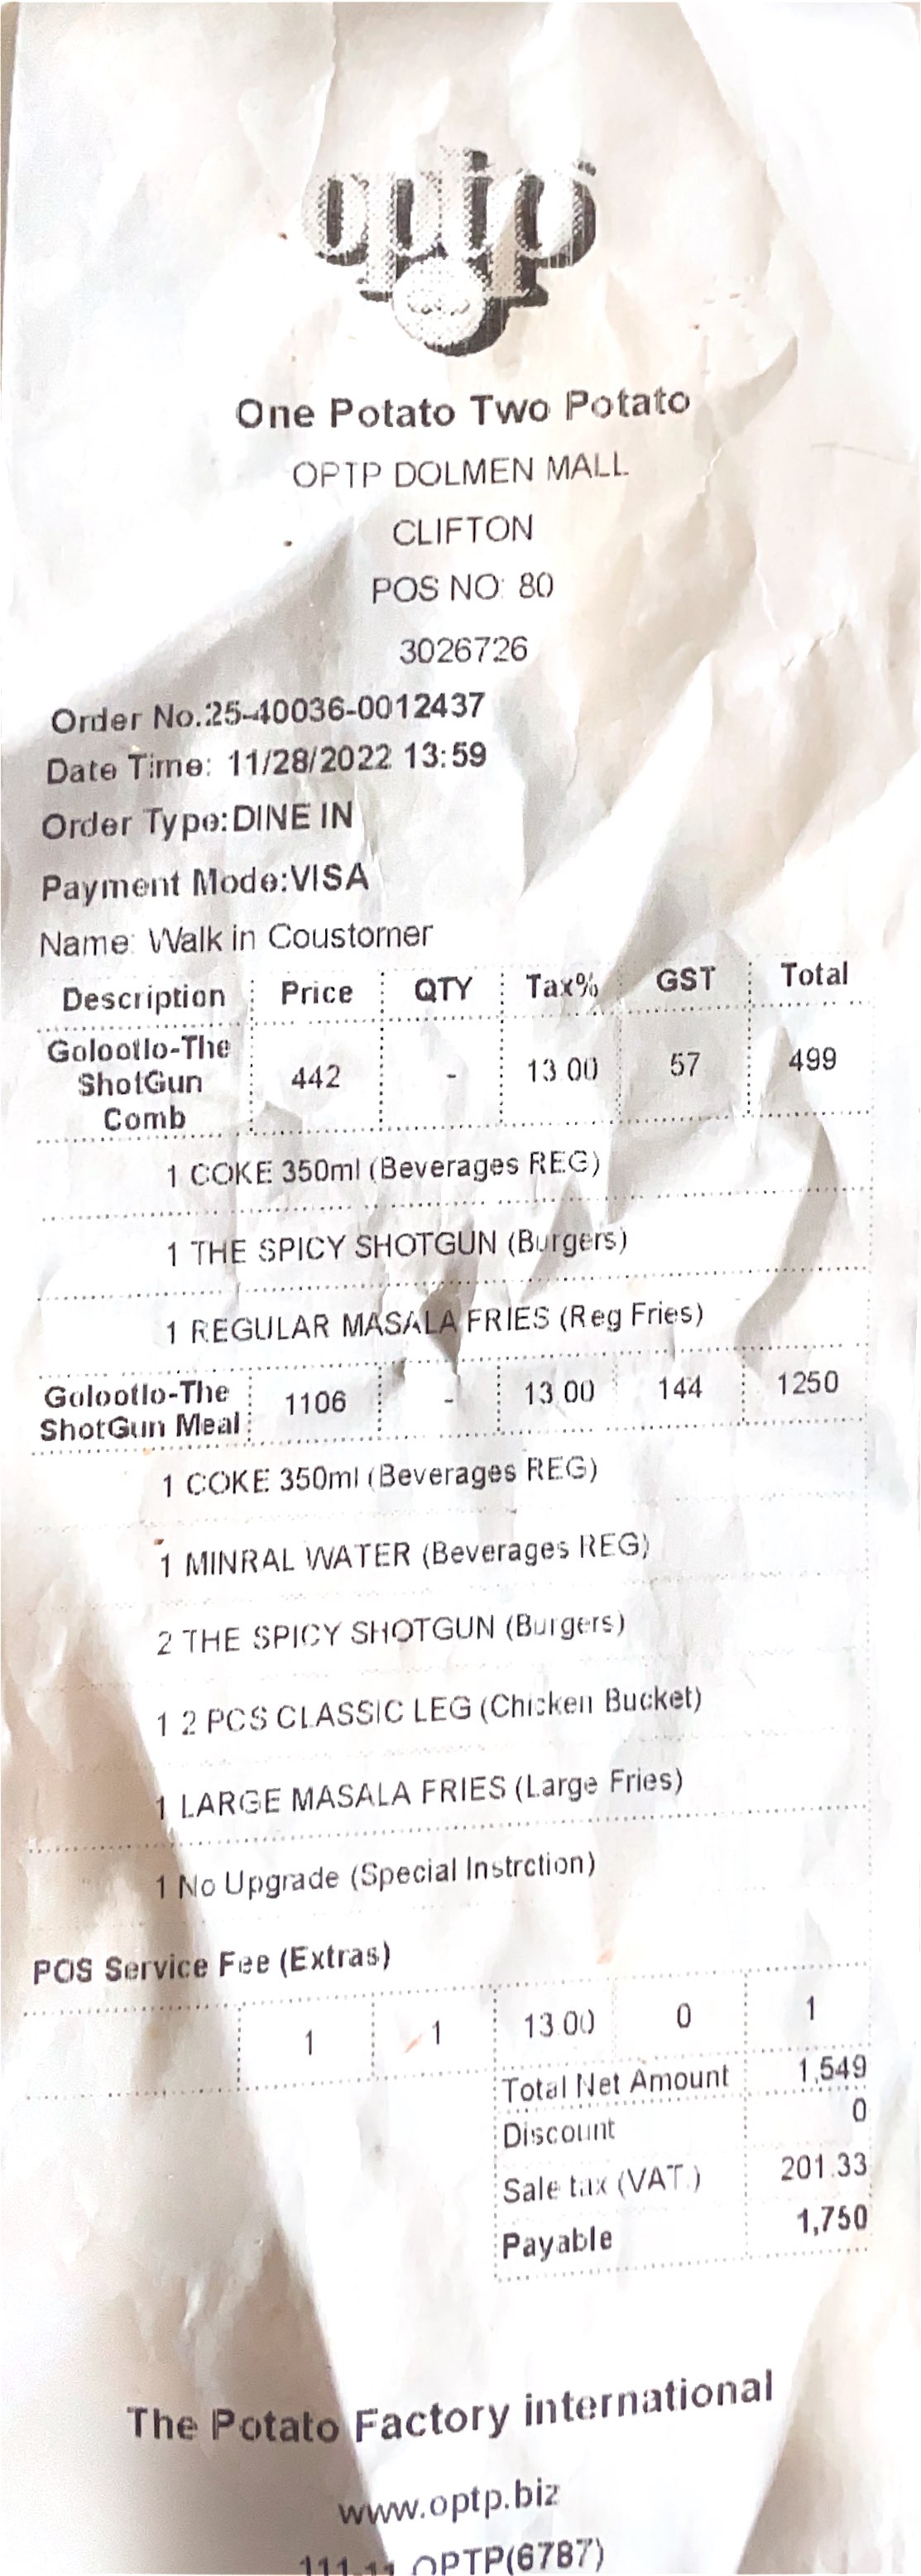 optp
One Potato Two Potato
OPTP DOLMEN MALL
CLIFTON
POS NO: 80
3026726
Order No.:25-40036-0012437
Date Time: 11/28/2022 13:59
Order Type:DINE IN
Payment Mode:VISA
Name: Walk in Coustomer
Description Price QTY Tax% GST Total
Golootlo-The ShotGun Comb 442 - 13.00 57 499
1 COKE 350ml (Beverages REG)
1 THE SPICY SHOTGUN (Burgers)
1 REGULAR MASALA FRIES (Reg Fries)
Golootlo-The ShotGun Meal 1106 - 13.00 144 1250
1 COKE 350ml (Beverages REG)
1 MINRAL WATER (Beverages REG)
2 THE SPICY SHOTGUN (Burgers)
1 2 PCS CLASSIC LEG (Chicken Bucket)
1 LARGE MASALA FRIES (Large Fries)
1 No Upgrade (Special Instrction)
POS Service Fee (Extras)
1 1 13.00 0 1
Total Net Amount 1,549
Discount 0
Sale tax (VAT.) 201.33
Payable 1,750
The Potato Factory international
www.optp.biz
OPTP(6787)